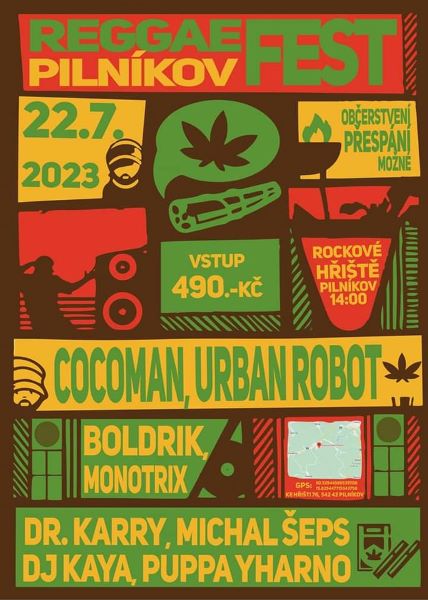 REGGAE FEST
PILNÍKOV
22.7.
2023
OBČERSTVENÍ
PŘESPÁNÍ
MOŽNÉ
VSTUP
490.-KČ
ROCKOVÉ
HŘIŠTĚ
PILNÍKOV
14:00
COCOMAN, URBAN ROBOT
BOLDRIK,
MONOTRIX
GPS:
KE HŘIŠTI 76, 542 42 PILNÍKOV
DR. KARRY, MICHAL ŠEPS
DJ KAYA, PUPPA YHARNO